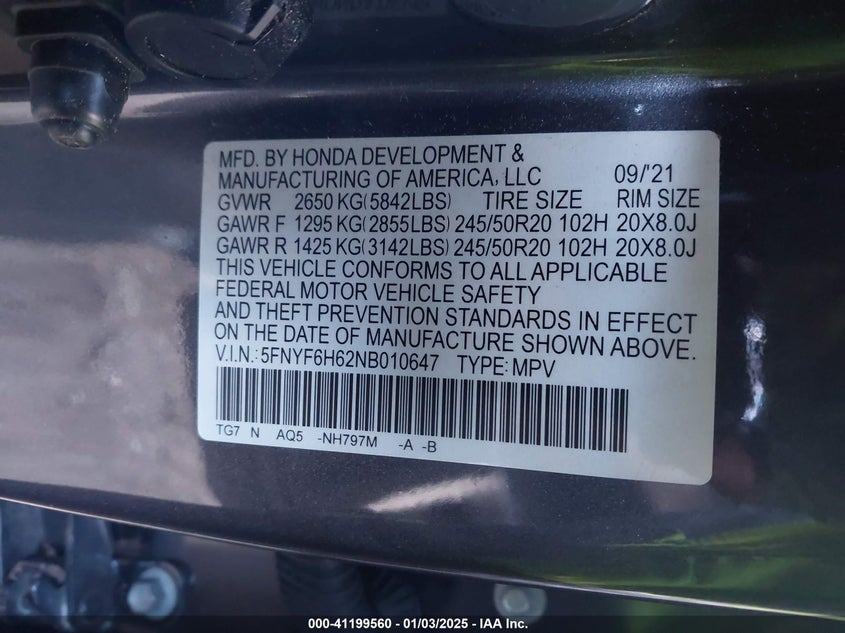 MFD. BY HONDA DEVELOPMENT &
MANUFACTURING OF AMERICA, LLC 09/'21
GVWR 2650 KG(5842LBS) TIRE SIZE RIM SIZE
GAWR F 1295 KG(2855LBS) 245/50R20 102H 20X8.0J
GAWR R 1425 KG(3142LBS) 245/50R20 102H 20X8.0J
THIS VEHICLE CONFORMS TO ALL APPLICABLE
FEDERAL MOTOR VEHICLE SAFETY
AND THEFT PREVENTION STANDARDS IN EFFECT
ON THE DATE OF MANUFACTURE SHOWN ABOVE.
V.I.N.: 5FNYF6H62NB010647 TYPE: MPV
TG7 N AQ5 -NH797M -A -B
000-41199560 - 01/03/2025 - IAA Inc.